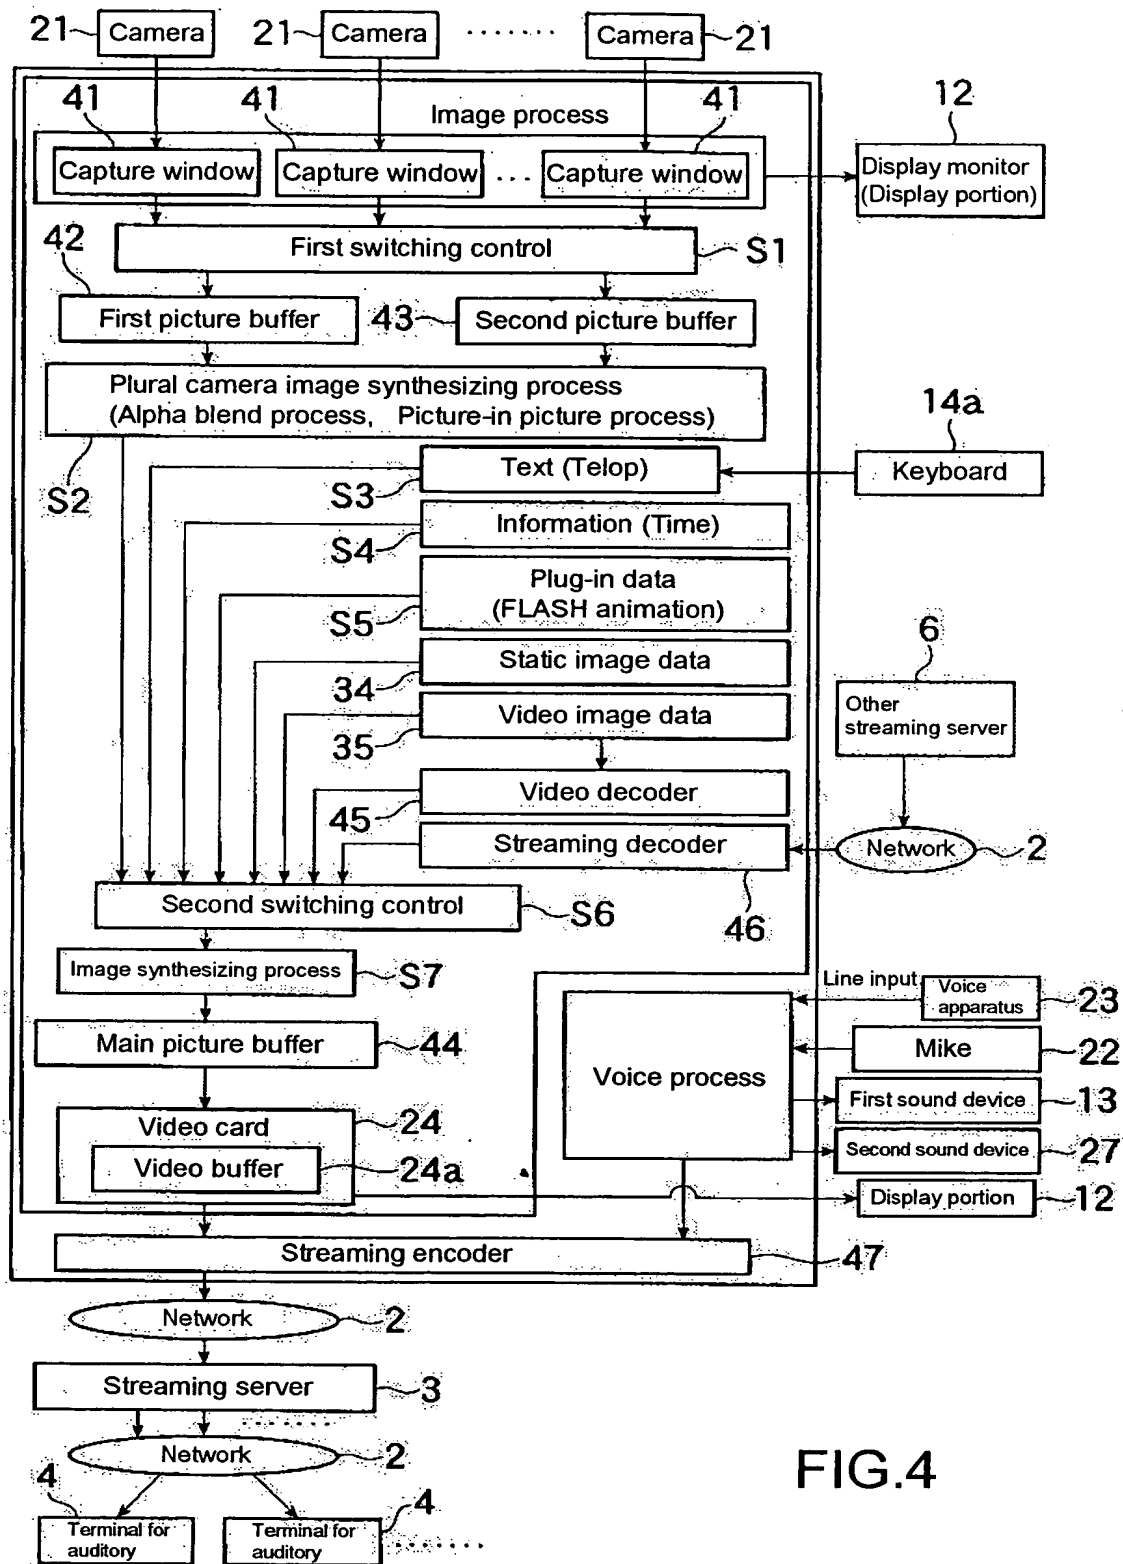 21 Camera 21 Camera ........ Camera 21
41 41 Image process 41 12
Capture window Capture window ... Capture window
Display monitor
(Display portion)
42 First switching control S1
First picture buffer 43 Second picture buffer
Plural camera image synthesizing process
(Alpha blend process, Picture-in picture process)
S2
Text (Telop)
S3
14a
Keyboard
Information (Time)
S4
Plug-in data
(FLASH animation)
S5
Static image data
34
Video image data
35
6
Other
streaming server
Video decoder
45
Streaming decoder
46
Network 2
Second switching control S6
Image synthesizing process S7
Main picture buffer 44
Video card 24
Video buffer 24a
Voice process
Line input
Voice
apparatus
23
Mike 22
First sound device 13
Second sound device 27
Display portion 12
Streaming encoder 47
Network 2
Streaming server 3
........
Network 2
4 4
Terminal for
auditory
Terminal for
auditory
........
FIG.4